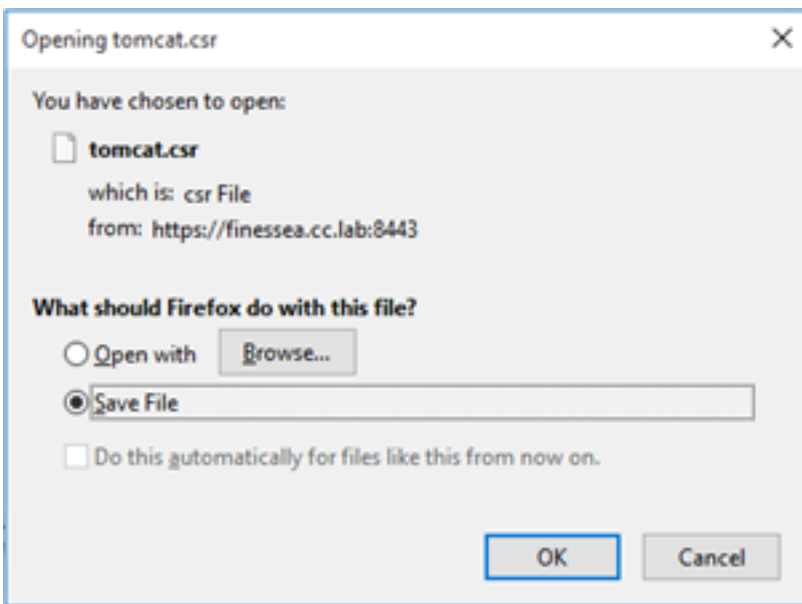 Opening tomcat.csr
You have chosen to open:
tomcat.csr
which is: csr File
from: https://finessea.cc.lab:8443
What should Firefox do with this file?
Open with Browse...
Save File
Do this automatically for files like this from now on.
OK Cancel